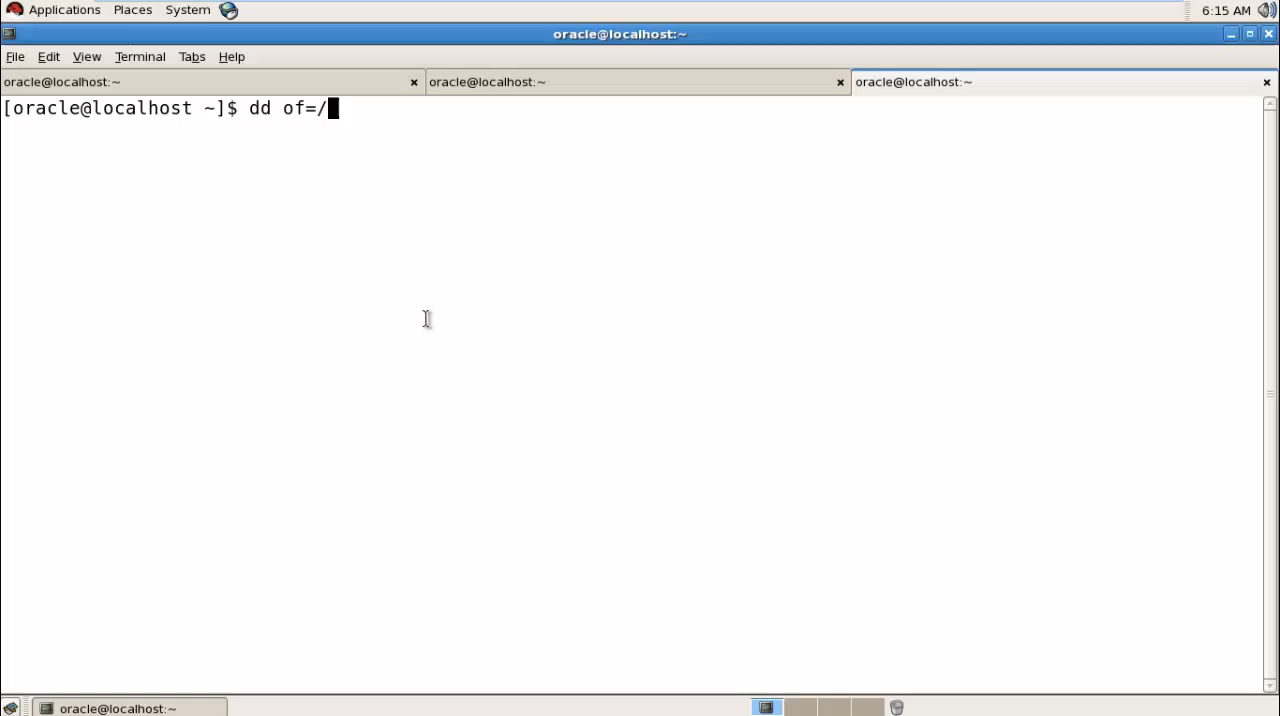 Applications Places System 6:15 AM
oracle@localhost:~
File Edit View Terminal Tabs Help
oracle@localhost:~ oracle@localhost:~ oracle@localhost:~
[oracle@localhost ~]$ dd of=/
oracle@localhost:~